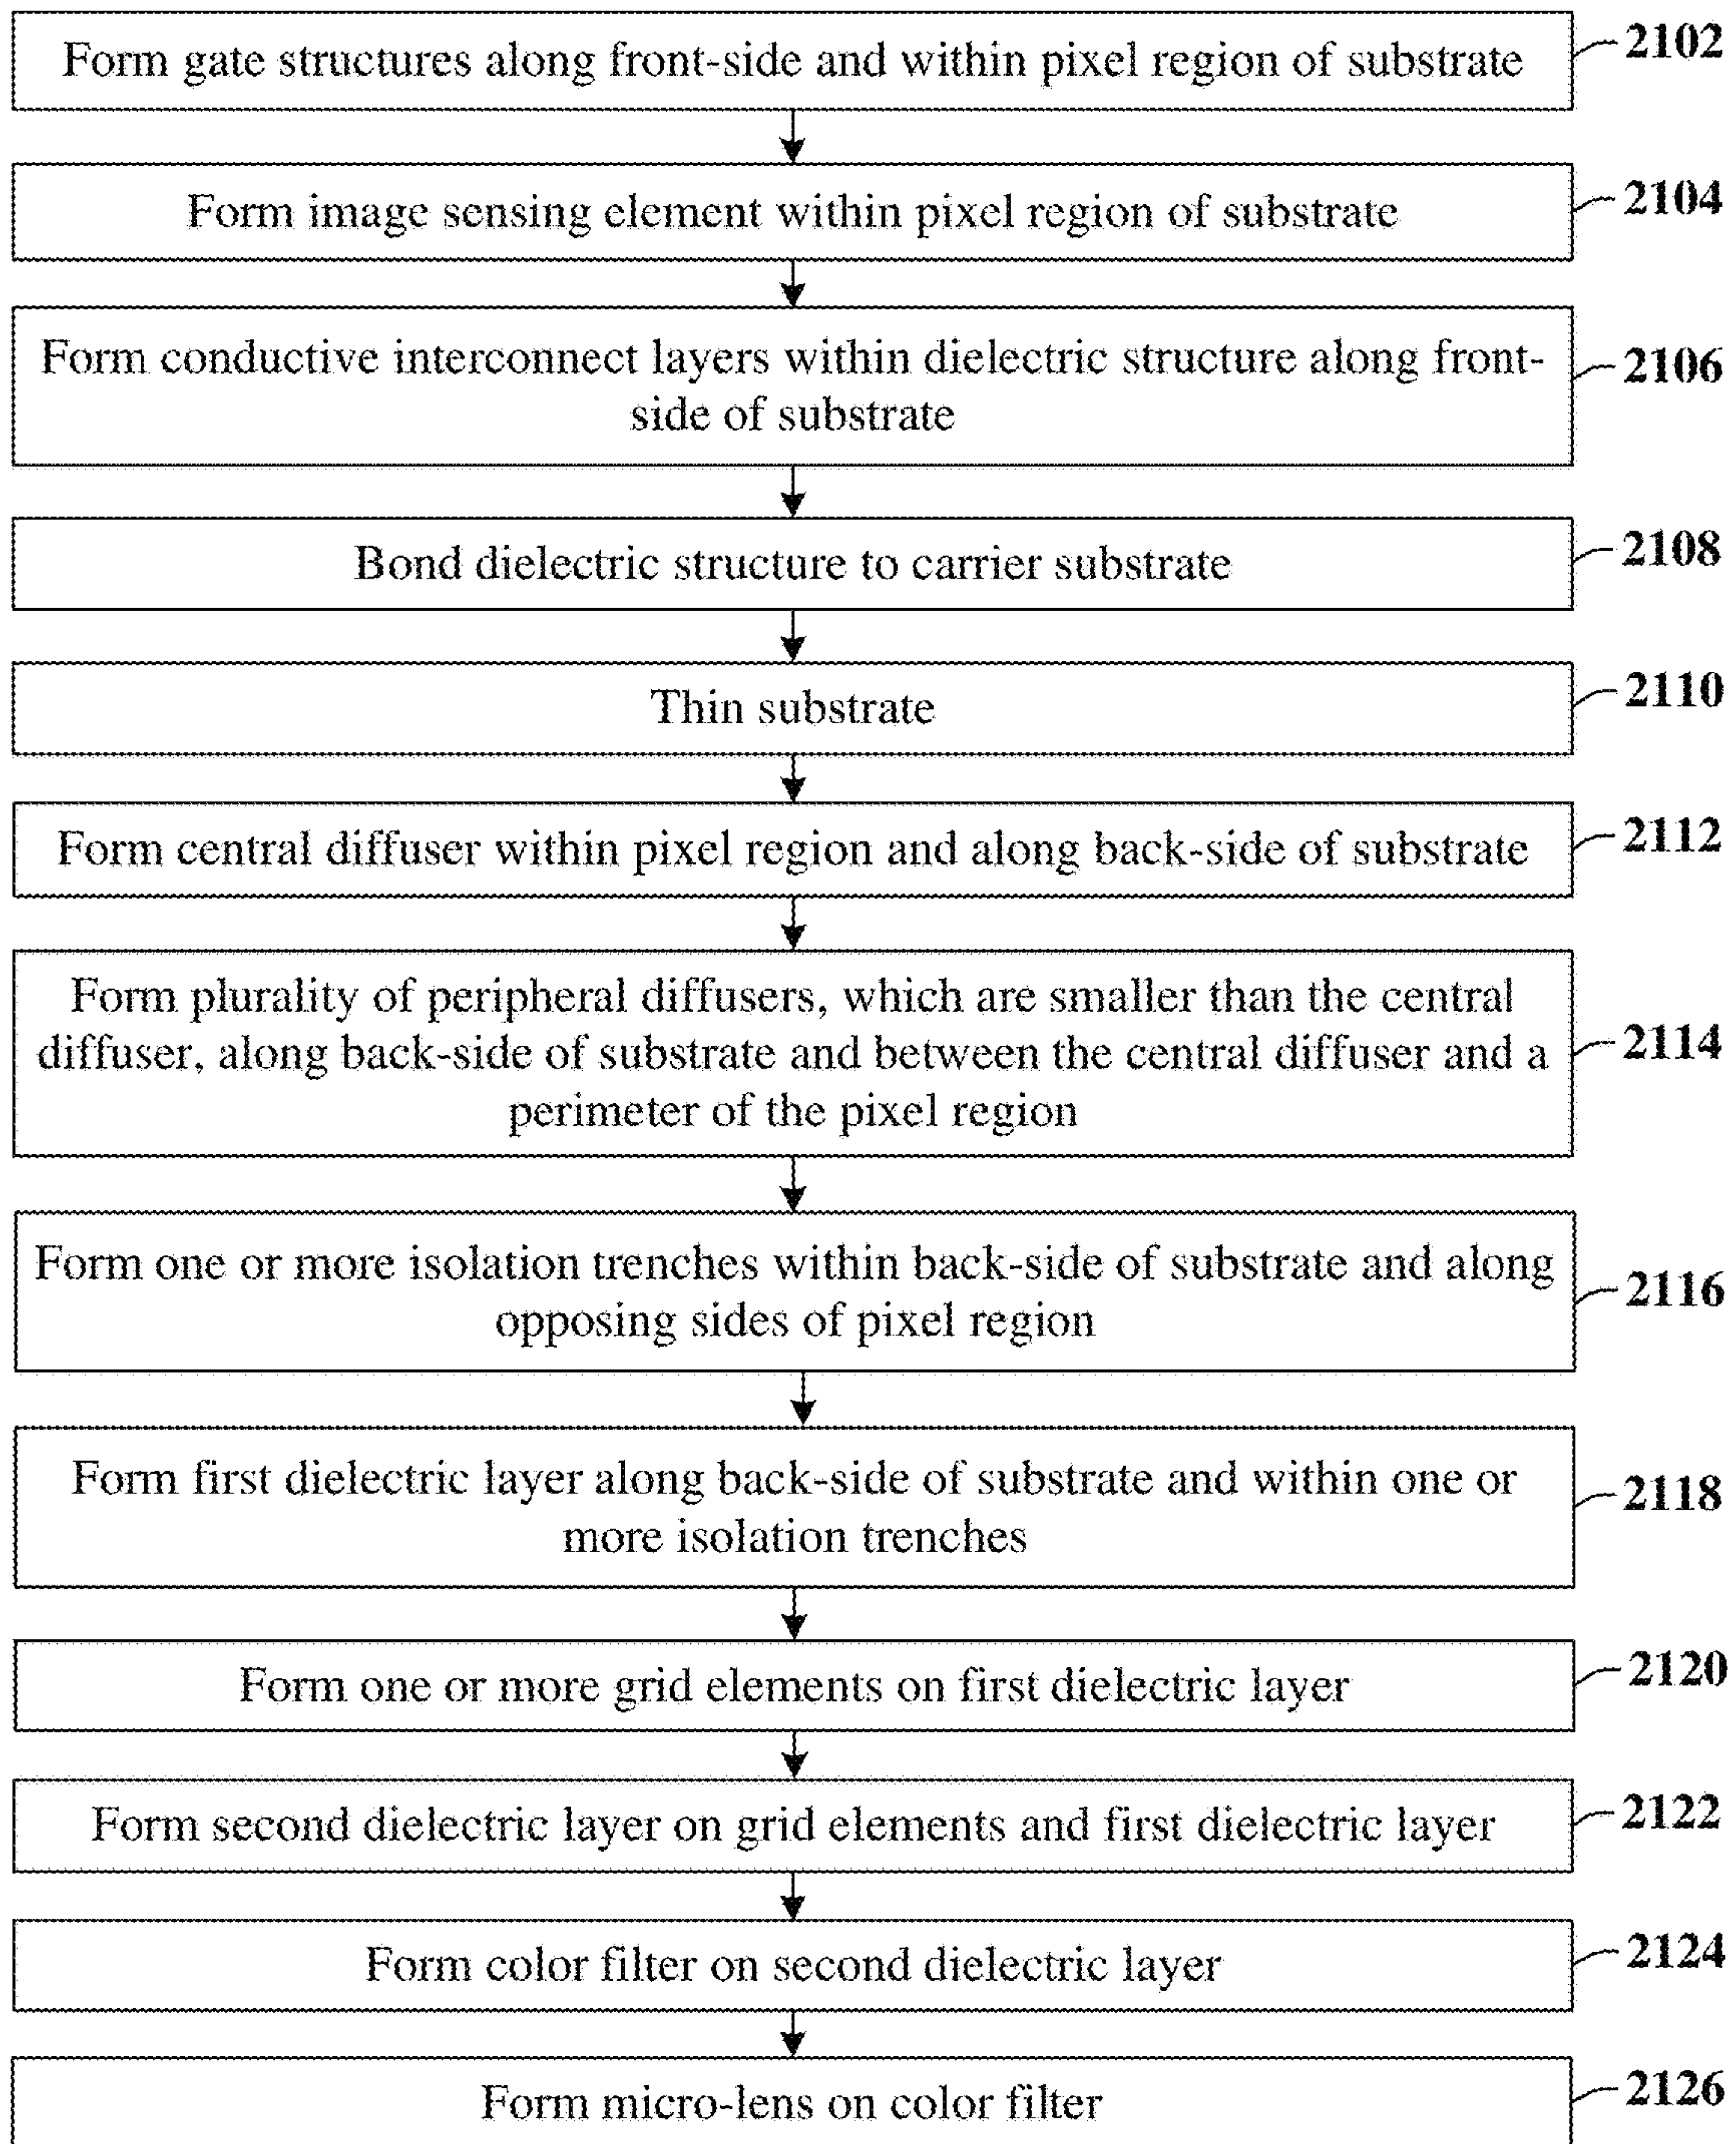 Form gate structures along front-side and within pixel region of substrate
2102
Form image sensing element within pixel region of substrate
2104
Form conductive interconnect layers within dielectric structure along front-
side of substrate
2106
Bond dielectric structure to carrier substrate
2108
Thin substrate
2110
Form central diffuser within pixel region and along back-side of substrate
2112
Form plurality of peripheral diffusers, which are smaller than the central
diffuser, along back-side of substrate and between the central diffuser and a
perimeter of the pixel region
2114
Form one or more isolation trenches within back-side of substrate and along
opposing sides of pixel region
2116
Form first dielectric layer along back-side of substrate and within one or
more isolation trenches
2118
Form one or more grid elements on first dielectric layer
2120
Form second dielectric layer on grid elements and first dielectric layer
2122
Form color filter on second dielectric layer
2124
Form micro-lens on color filter
2126